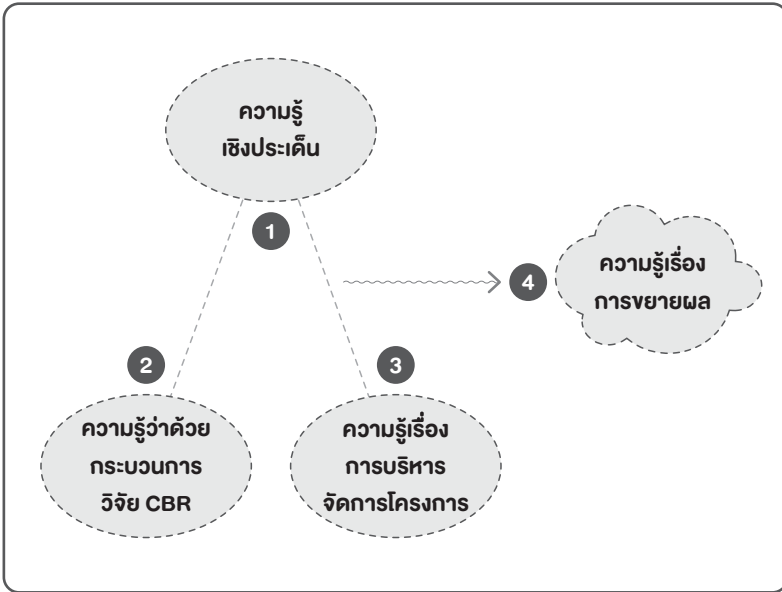 ความรู้
เชิงประเด็น
1
4
ความรู้เรื่อง
การขยายผล
2
3
ความรู้ว่าด้วย
กระบวนการ
วิจัย CBR
ความรู้เรื่อง
การบริหาร
จัดการโครงการ